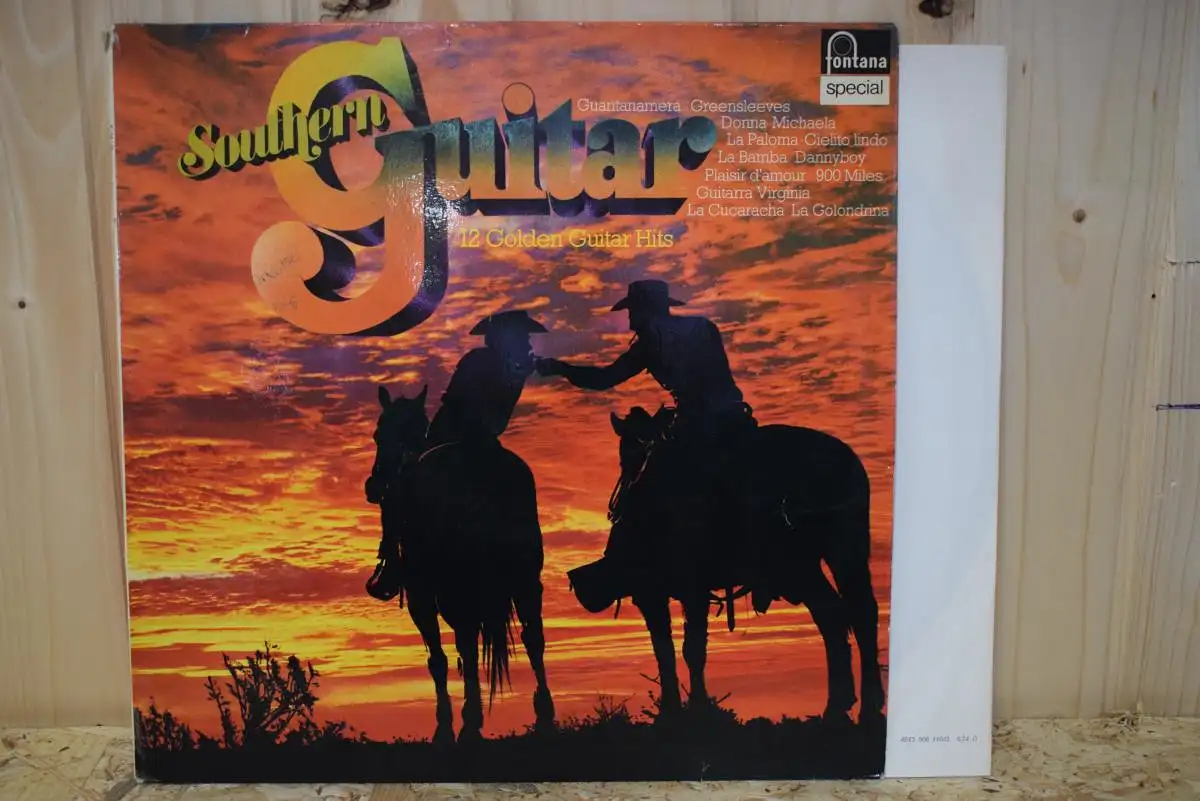 Southern
Guitar
fontana
special
Guantanamera Greensleeves
Donna Michaela
La Paloma Cielito lindo
La Bamba Dannyboy
Plaisir d'amour 900 Miles
Guitarra Virginia
La Cucaracha La Golondrina
12 Golden Guitar Hits